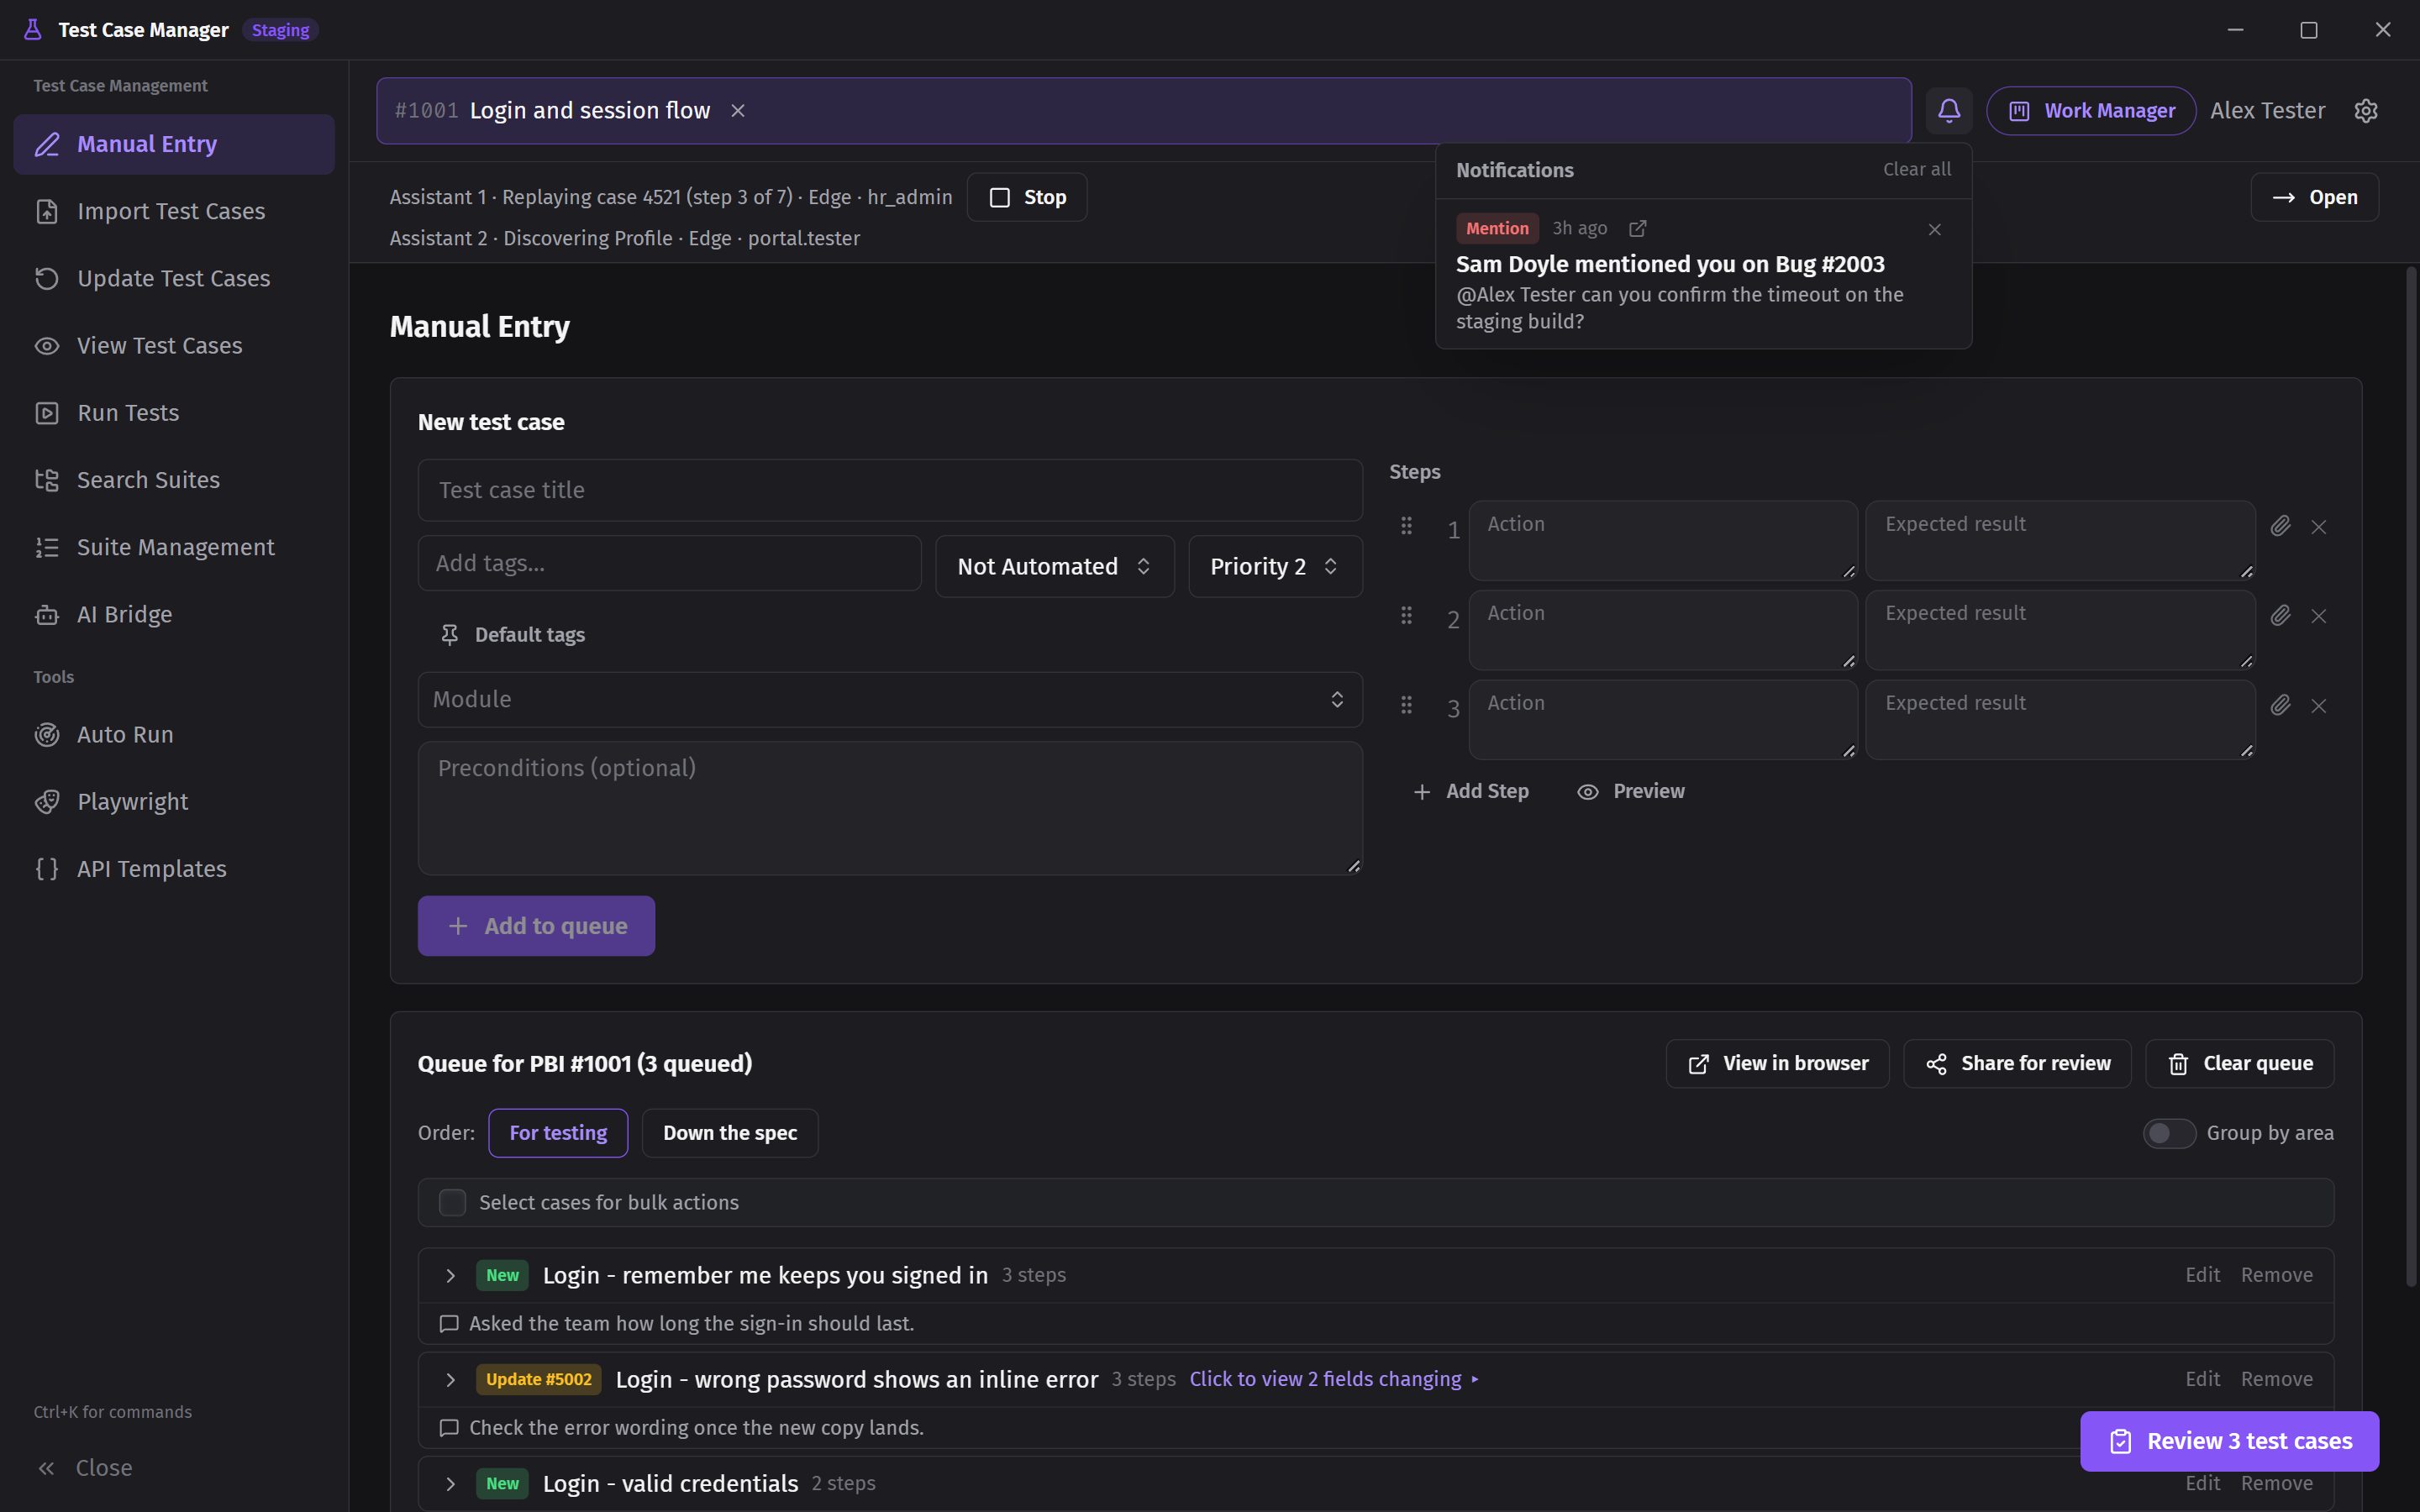 Test Case Manager Staging
Test Case Management
Manual Entry
Import Test Cases
Update Test Cases
View Test Cases
Run Tests
Search Suites
Suite Management
AI Bridge
Tools
Auto Run
Playwright
API Templates
Ctrl+K for commands
Close
#1001 Login and session flow
Work Manager
Alex Tester
Assistant 1 · Replaying case 4521 (step 3 of 7) · Edge · hr_admin
Stop
Open
Assistant 2 · Discovering Profile · Edge · portal.tester
Notifications
Clear all
Mention 3h ago
Sam Doyle mentioned you on Bug #2003
@Alex Tester can you confirm the timeout on the
staging build?
Manual Entry
New test case
Test case title
Add tags...
Not Automated
Priority 2
Default tags
Module
Preconditions (optional)
Add to queue
Steps
1 Action Expected result
2 Action Expected result
3 Action Expected result
Add Step
Preview
Queue for PBI #1001 (3 queued)
View in browser
Share for review
Clear queue
Order: For testing Down the spec
Group by area
Select cases for bulk actions
New Login - remember me keeps you signed in 3 steps Edit Remove
Asked the team how long the sign-in should last.
Update #5002 Login - wrong password shows an inline error 3 steps Click to view 2 fields changing ▸ Edit Remove
Check the error wording once the new copy lands.
Review 3 test cases
New Login - valid credentials 2 steps Edit Remove